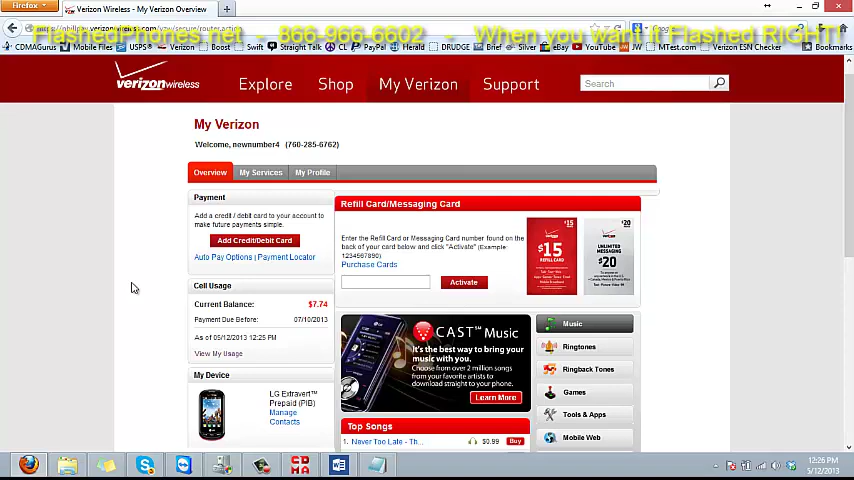 Firefox
Verizon Wireless - My Verizon Overview
FlashedPhones.net - 866-966-6602 - When you want it Flashed RIGHT!
CDMAGurus Mobile Files USPS® Verizon Boost Swift Straight Talk CL PayPal Herald DRUDGE Brief Silver eBay YouTube MTest.com Verizon ESN Checker Bookmarks
verizonwireless Explore Shop My Verizon Support Search
My Verizon
Welcome, newnumber4 (760-285-6762)
Overview My Services My Profile
Payment
Add a credit / debit card to your account to
make future payments simple.
Add Credit/Debit Card
Auto Pay Options | Payment Locator
Refill Card/Messaging Card
Enter the Refill Card or Messaging Card number found on the
back of your card below and click "Activate" (Example
1234567890)
Purchase Cards
Activate
$15
$15
REFILL CARD
$20
UNLIMITED
MESSAGING
$20
Cell Usage
Current Balance: $7.74
Payment Due Before: 07/10/2013
As of 05/12/2013 12:25 PM
View My Usage
My Device
LG Extravert™
Prepaid (PIB)
Manage
Contacts
CAST℠ Music
It's the best way to bring your
music with you.
Choose from over 2 million songs
from your favorite artists to
download straight to your phone.
Learn More
Top Songs
1. Never Too Late - Th... $0.99 Buy
Music
Ringtones
Ringback Tones
Games
Tools & Apps
Mobile Web
CDMA
12:26 PM
5/12/2013